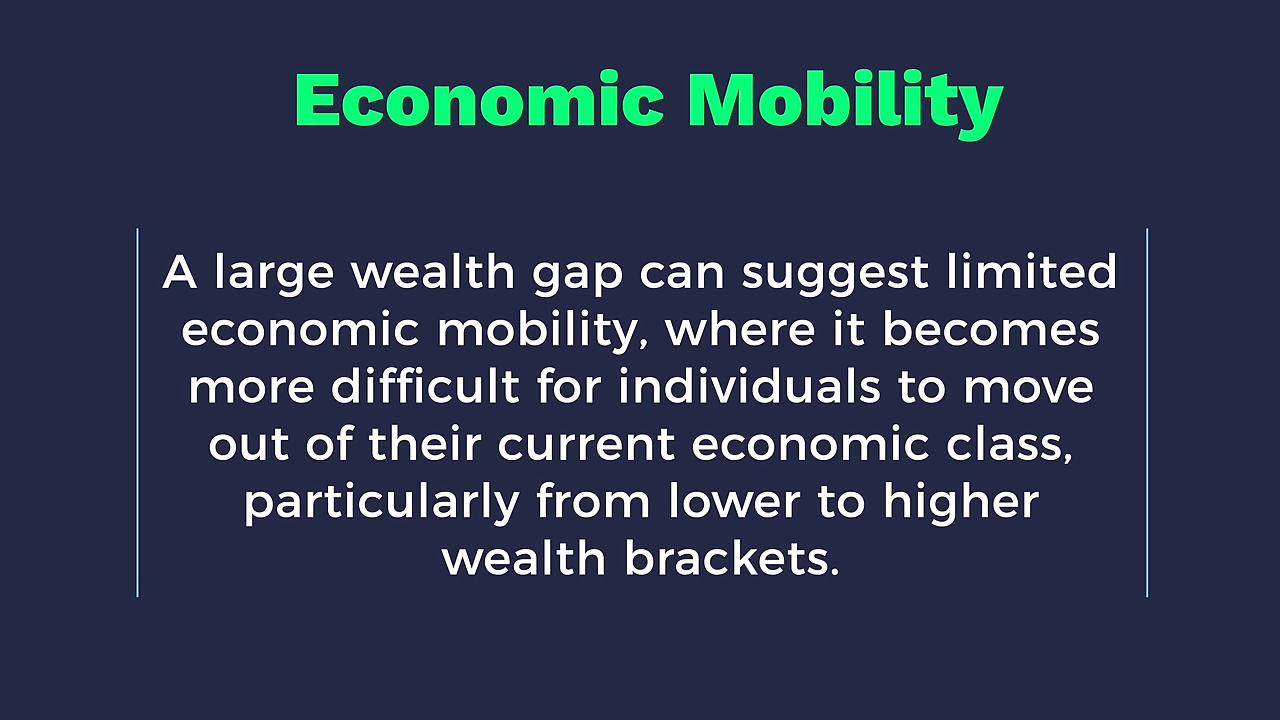 Economic Mobility
A large wealth gap can suggest limited
economic mobility, where it becomes
more difficult for individuals to move
out of their current economic class,
particularly from lower to higher
wealth brackets.